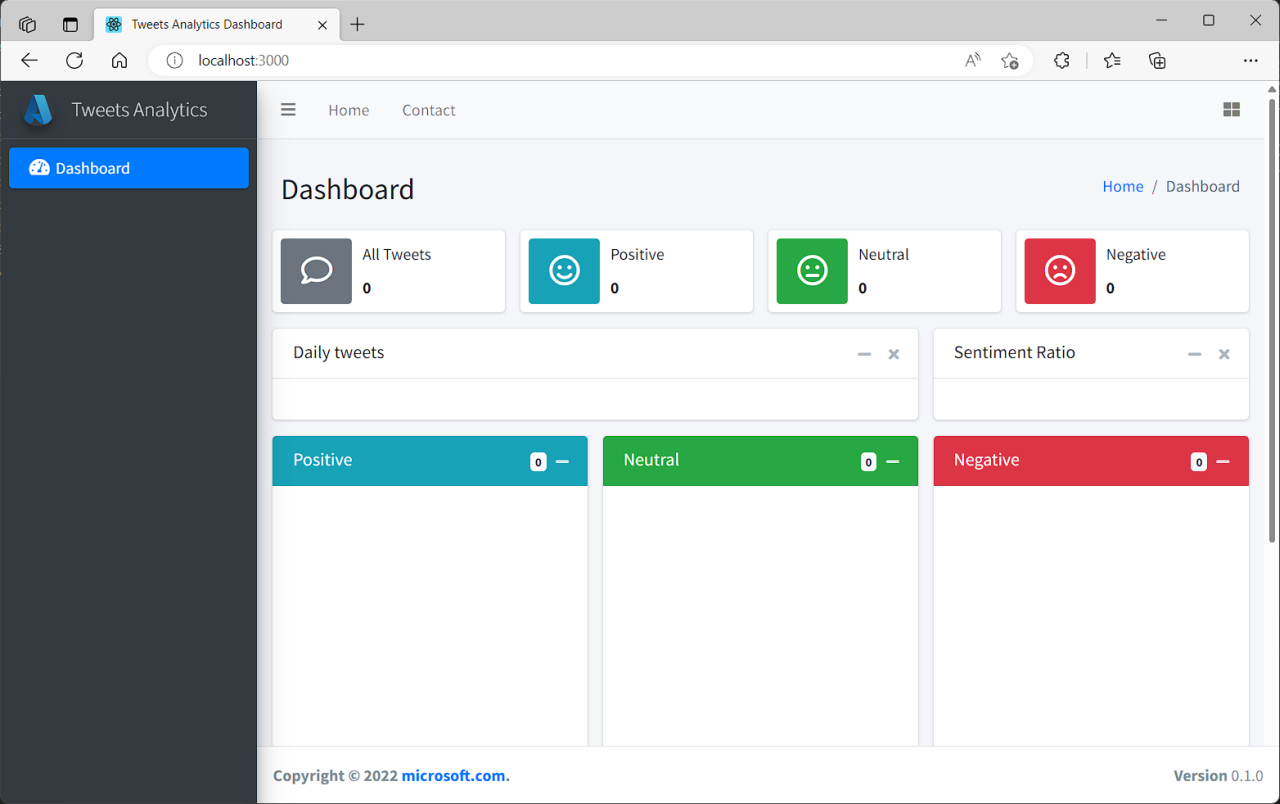 Tweets Analytics Dashboard
localhost:3000
Tweets Analytics
Home Contact
Dashboard
Dashboard
Home / Dashboard
All Tweets
0
Positive
0
Neutral
0
Negative
0
Daily tweets
Sentiment Ratio
Positive 0
Neutral 0
Negative 0
Copyright © 2022 microsoft.com.
Version 0.1.0